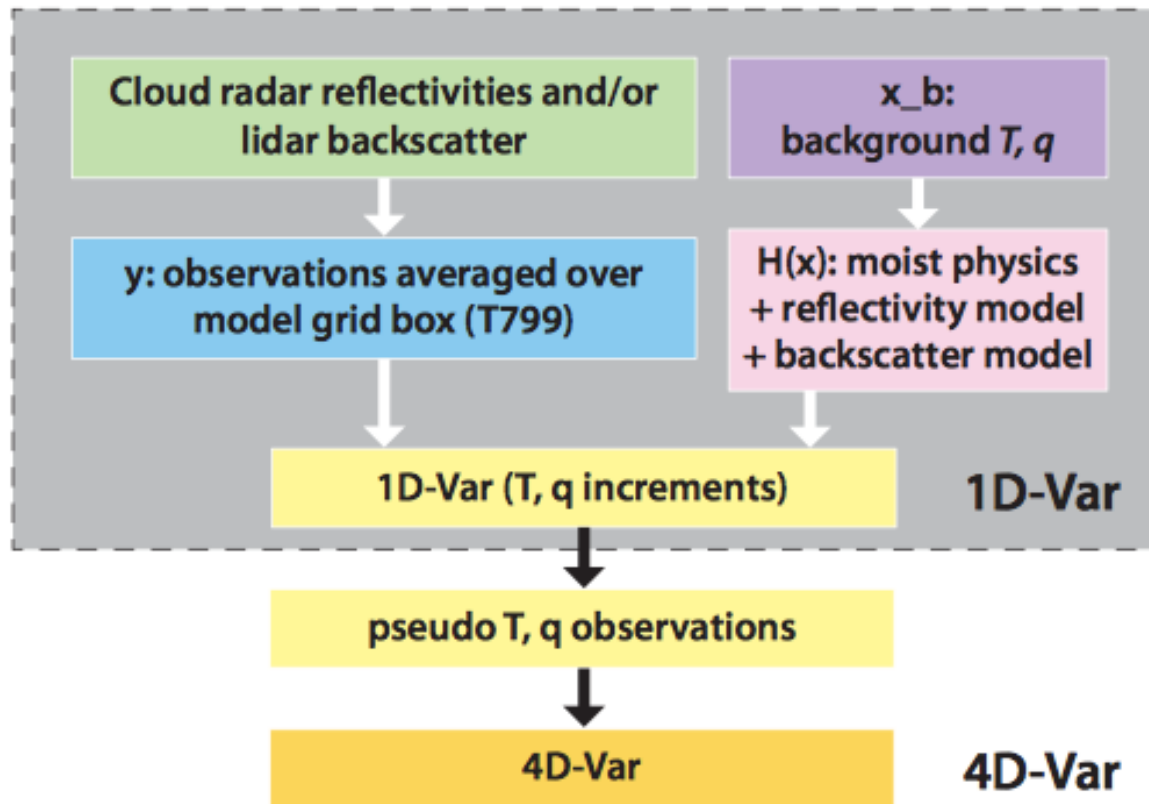 Cloud radar reflectivities and/or
lidar backscatter
x_b:
background T, q
y: observations averaged over
model grid box (T799)
H(x): moist physics
+ reflectivity model
+ backscatter model
1D-Var (T, q increments)
1D-Var
pseudo T, q observations
4D-Var
4D-Var